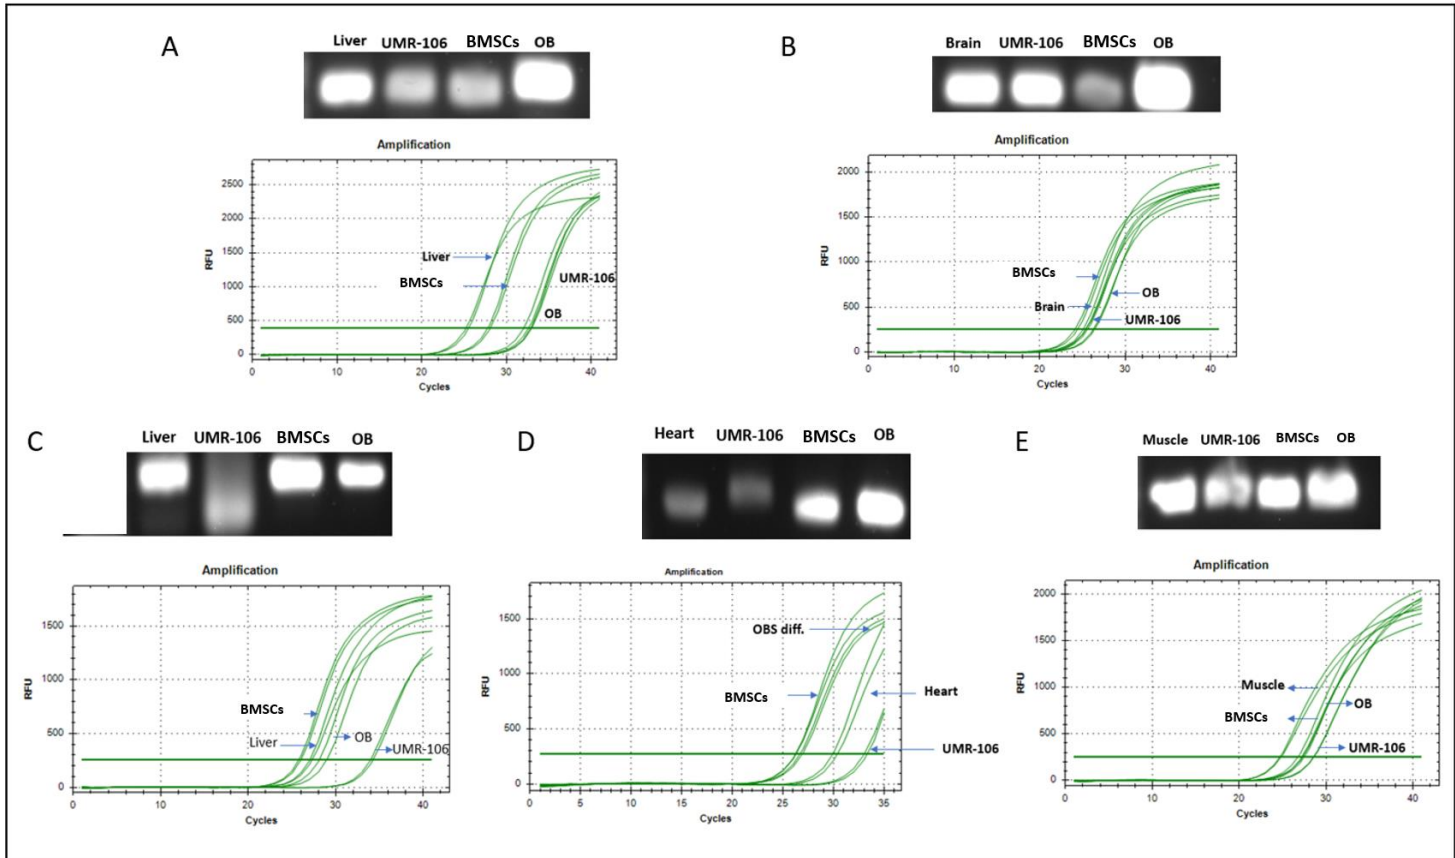 A
Liver UMR-106 BMSCs OB
Amplification
RFU
2500
2000
1500
1000
500
0
Liver
BMSCs
UMR-106
OB
0 10 20 30 40
Cycles
B
Brain UMR-106 BMSCs OB
Amplification
RFU
2000
1500
1000
500
0
BMSCs
Brain
OB
UMR-106
0 10 20 30 40
Cycles
C
Liver UMR-106 BMSCs OB
Amplification
RFU
1500
1000
500
0
BMSCs
Liver
OB
UMR-106
0 10 20 30 40
Cycles
D
Heart UMR-106 BMSCs OB
Amplification
RFU
1500
1000
500
0
OBS diff.
BMSCs
Heart
UMR-106
0 5 10 15 20 25 30 35
Cycles
E
Muscle UMR-106 BMSCs OB
Amplification
RFU
2000
1500
1000
500
0
Muscle
BMSCs
OB
UMR-106
0 10 20 30 40
Cycles